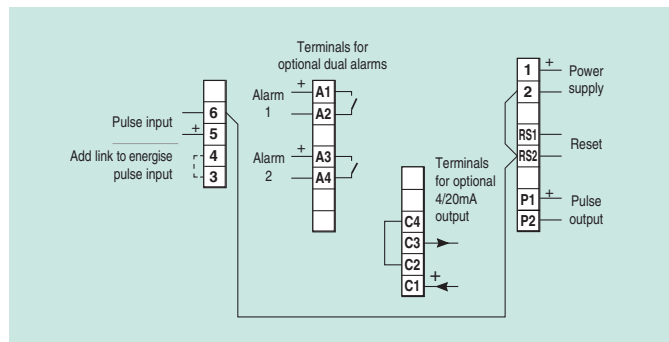 Terminals for
optional dual alarms
6
5
4
3
Pulse input
+
Add link to energise
pulse input
Alarm
1
+
A1
A2
Alarm
2
+
A3
A4
Terminals
for optional
4/20mA
output
C4
C3
C2
C1
+
1
2
RS1
RS2
P1
P2
+
Power
supply
Reset
+
Pulse
output